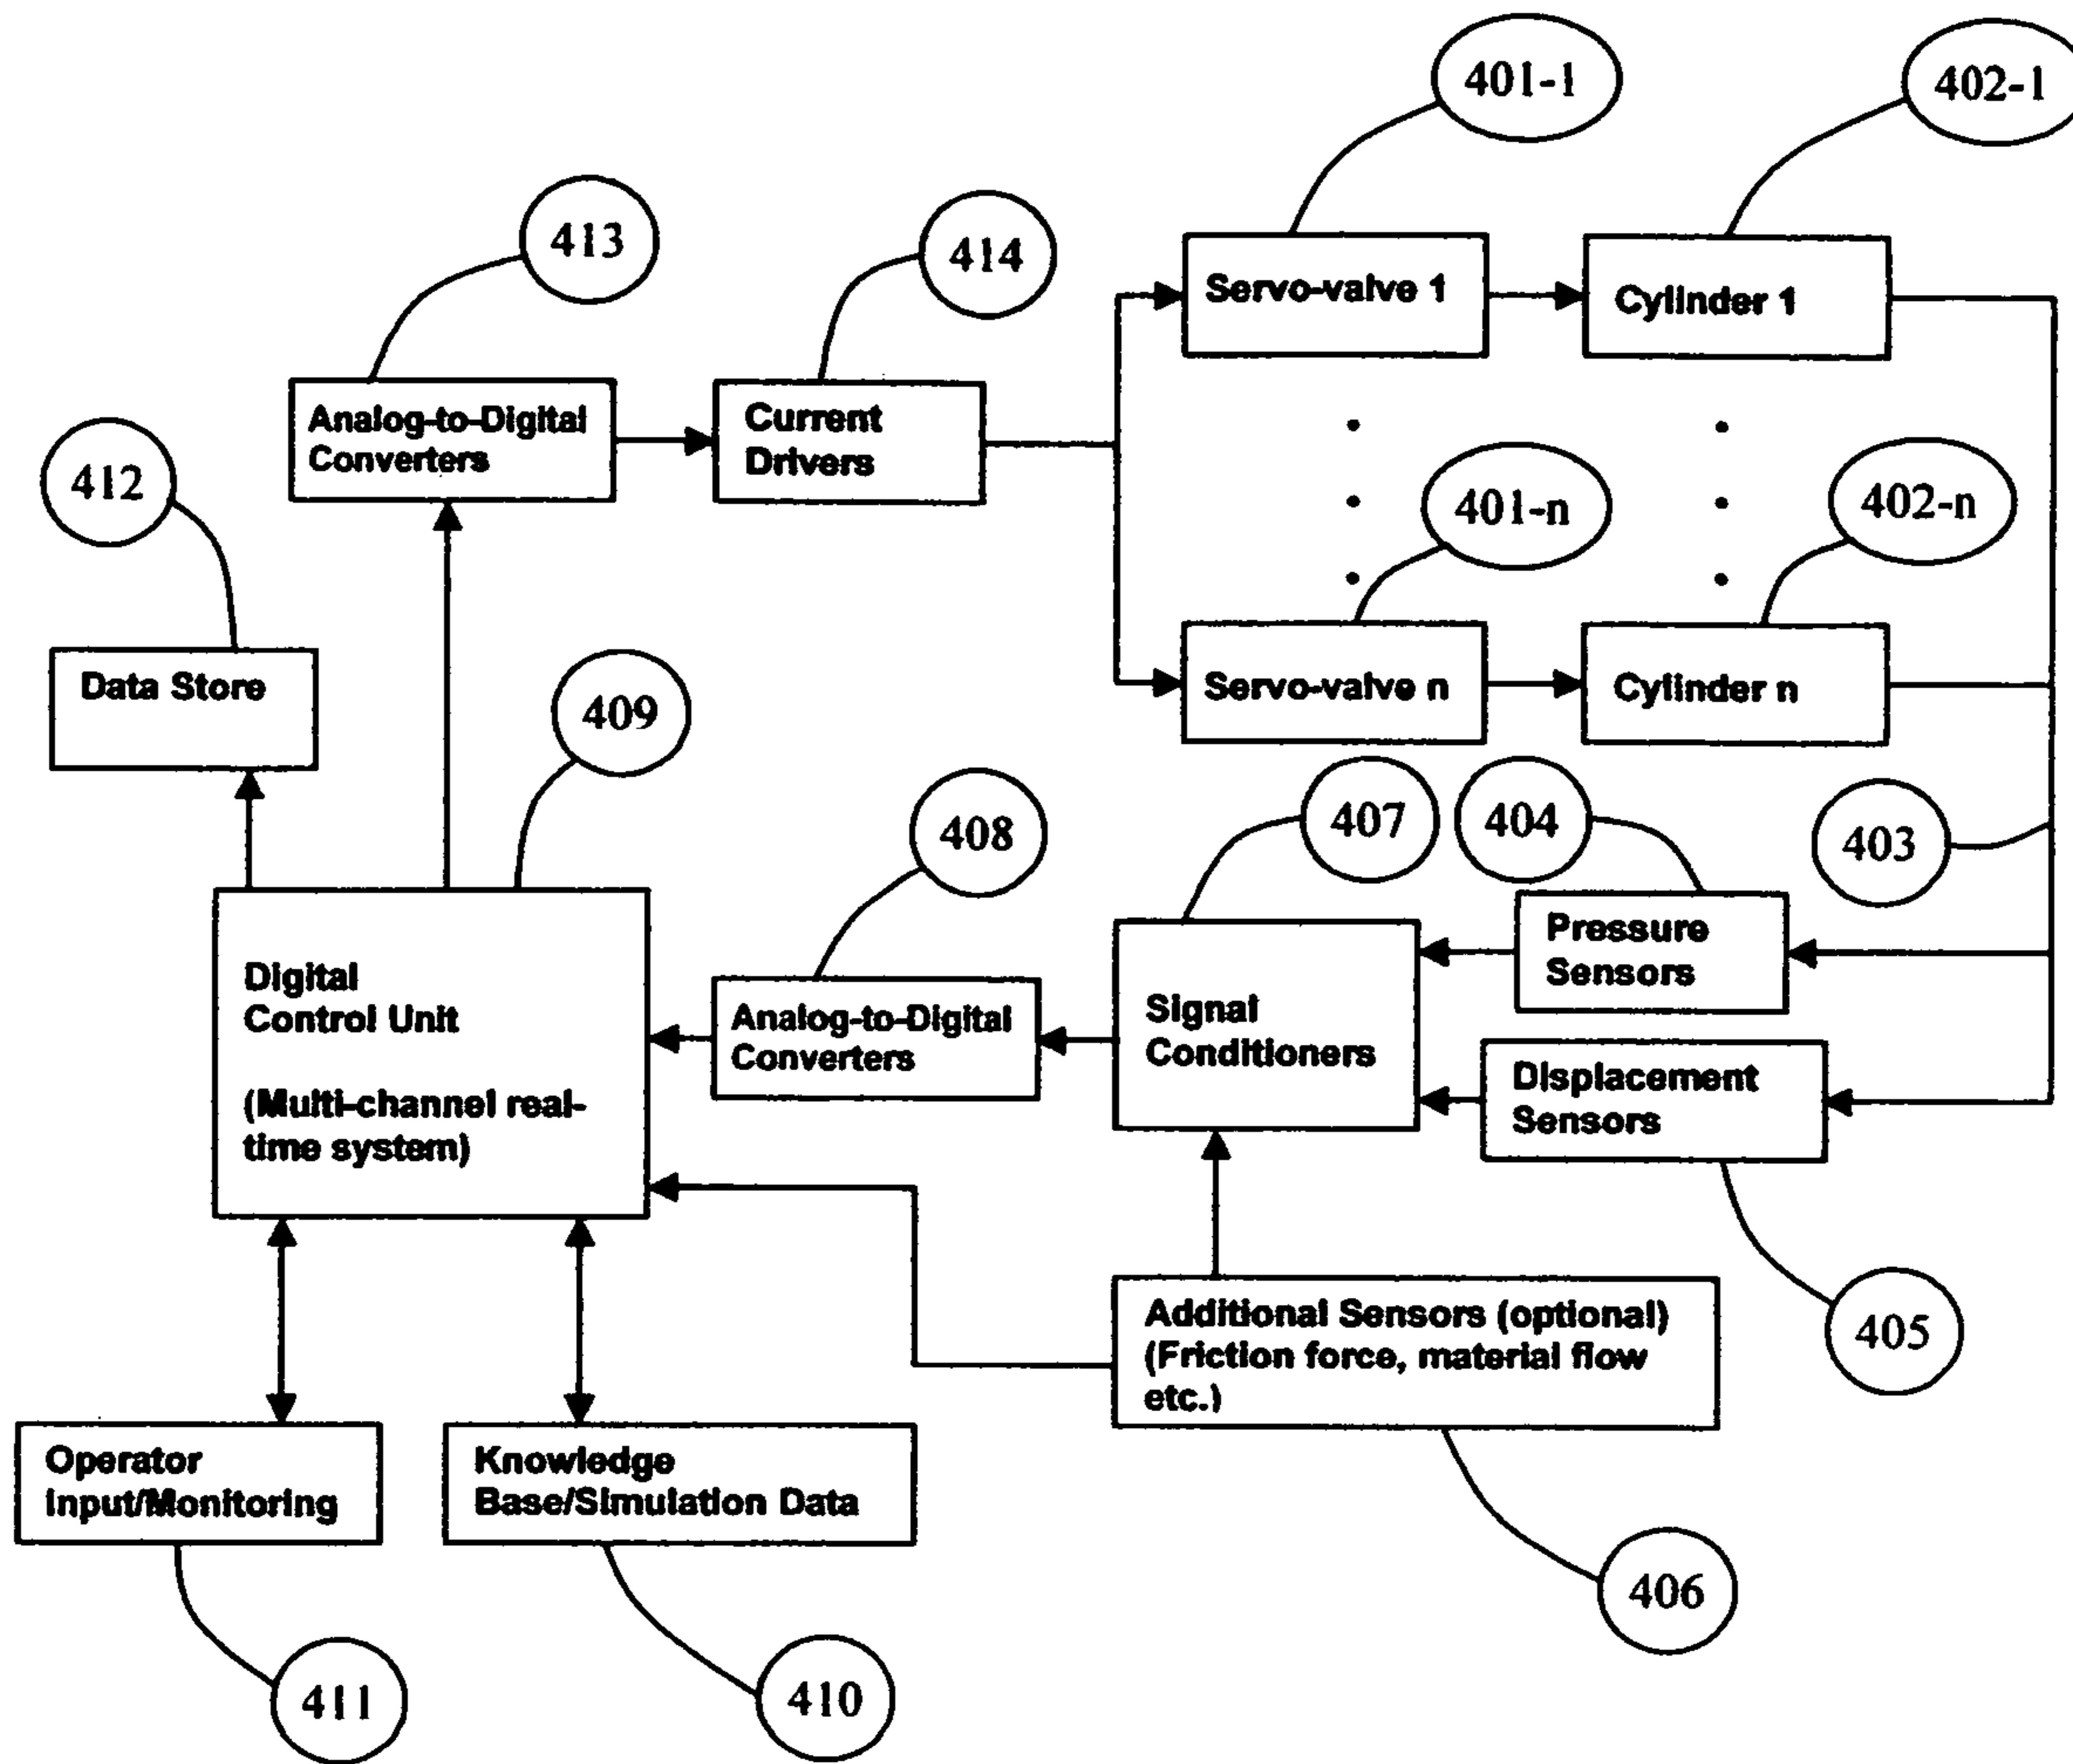 401-1
402-1
413
414
Servo-valve 1
Cylinder 1
Analog-to-Digital
Converters
Current
Drivers
412
401-n
402-n
Data Store
409
Servo-valve n
Cylinder n
408
407
404
403
Digital
Control Unit
(Multi-channel real-
time system)
Analog-to-Digital
Converters
Signal
Conditioners
Pressure
Sensors
Displacement
Sensors
Additional Sensors (optional)
(Friction force, material flow
etc.)
405
Operator
Input/Monitoring
Knowledge
Base/Simulation Data
406
411
410